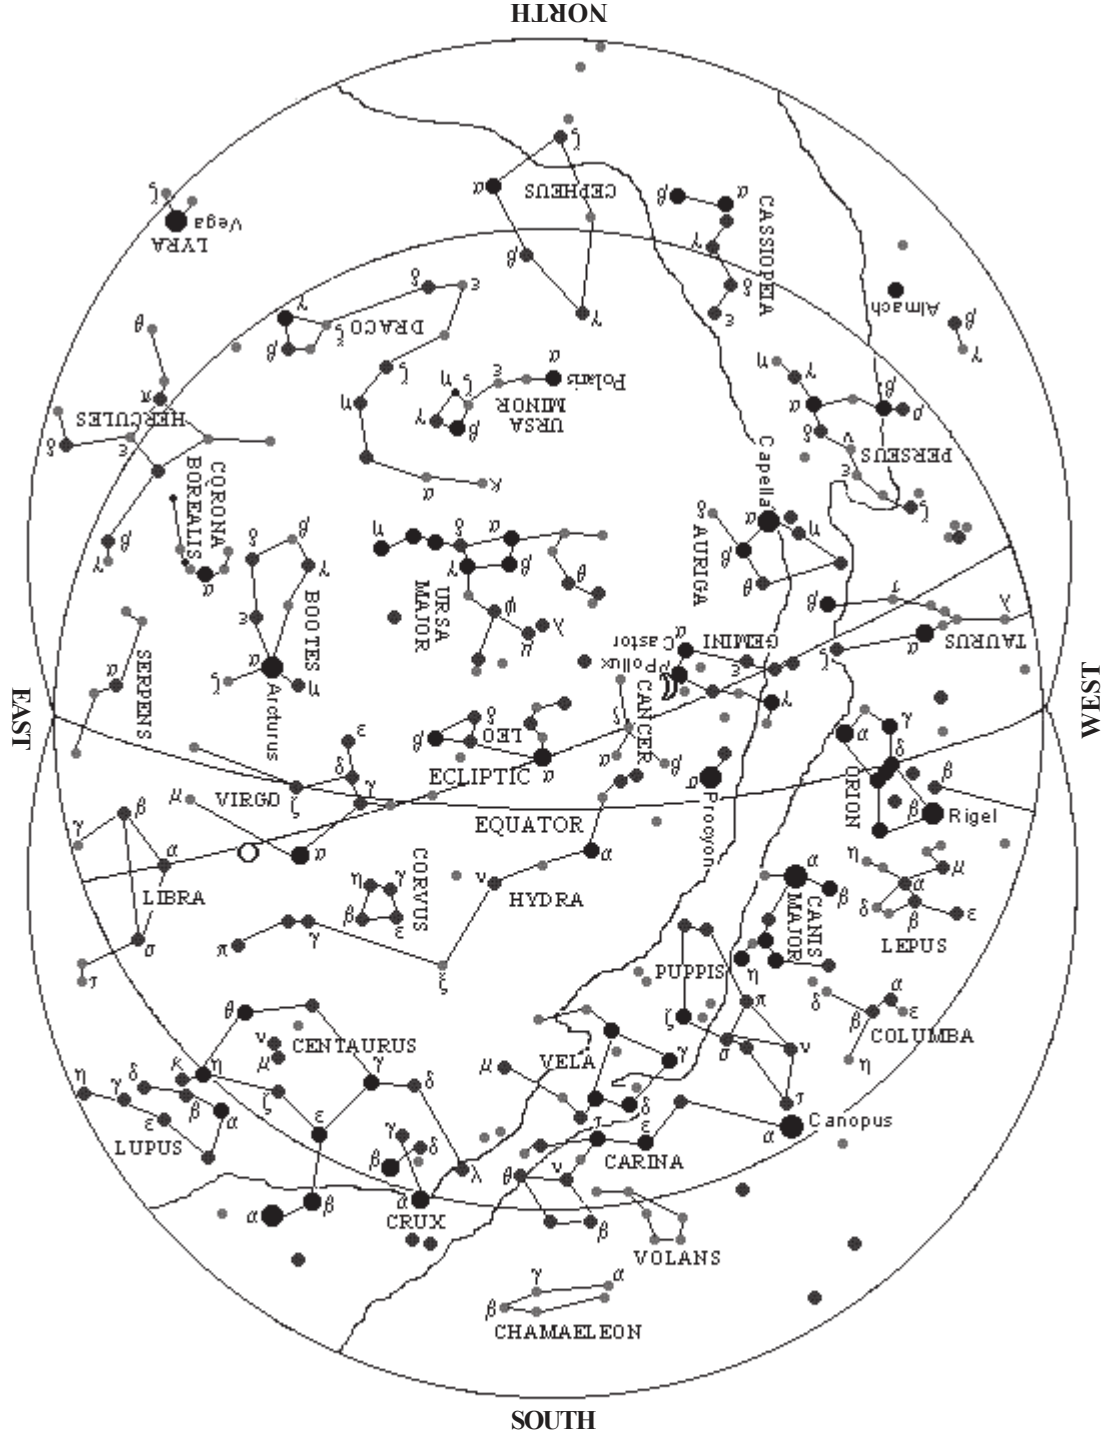 NORTH
ζ
α
CEPHEUS
β
γ
β
α
CASSIOPEIA
γ
δ
ε
ζ
Vega
LYRA
Almach
β
γ
δ
ε
γ
DRACO
ξ
β
ζ
η
α
κ
α
Polaris
ε
ζ
η
URSA
MINOR
γ
β
θ
π
HERCULES
δ
ε
β
γ
CORONA
BOREALIS
α
η
γ
α
β
ρ
δ
ν
PERSEUS
ε
ζ
Capella
α
δ
η
β
AURIGA
θ
δ
β
γ
BOOTES
ε
α
ζ
η
Arcturus
η
δ
α
γ
β
URSA
MAJOR
θ
ψ
λ
μ
β
τ
λ
TAURUS
α
ζ
SERPENS
α
α
Castor
GEMINI
ε
β
Pollux
δ
γ
EAST
WEST
CANCER
δ
α
β
LEO
δ
β
α
ECLIPTIC
ε
δ
γ
VIRGO
ζ
μ
α
EQUATOR
α
Procyon
α
γ
δ
ORION
β
β
Rigel
β
γ
α
LIBRA
σ
τ
CORVUS
η
γ
β
ε
α
ν
HYDRA
π
γ
ξ
α
β
CANIS
MAJOR
η
η
μ
α
δ
β
ε
LEPUS
PUPPIS
π
ζ
σ
ν
τ
δ
α
β
ε
COLUMBA
η
θ
ν
CENTAURUS
μ
κ
η
γ
δ
ζ
ε
λ
VELA
μ
γ
δ
η
γ
δ
β
α
ε
LUPUS
γ
δ
β
α
CRUX
α
β
Canopus
α
τ
ε
CARINA
θ
ν
β
VOLANS
γ
α
β
CHAMAELEON
SOUTH